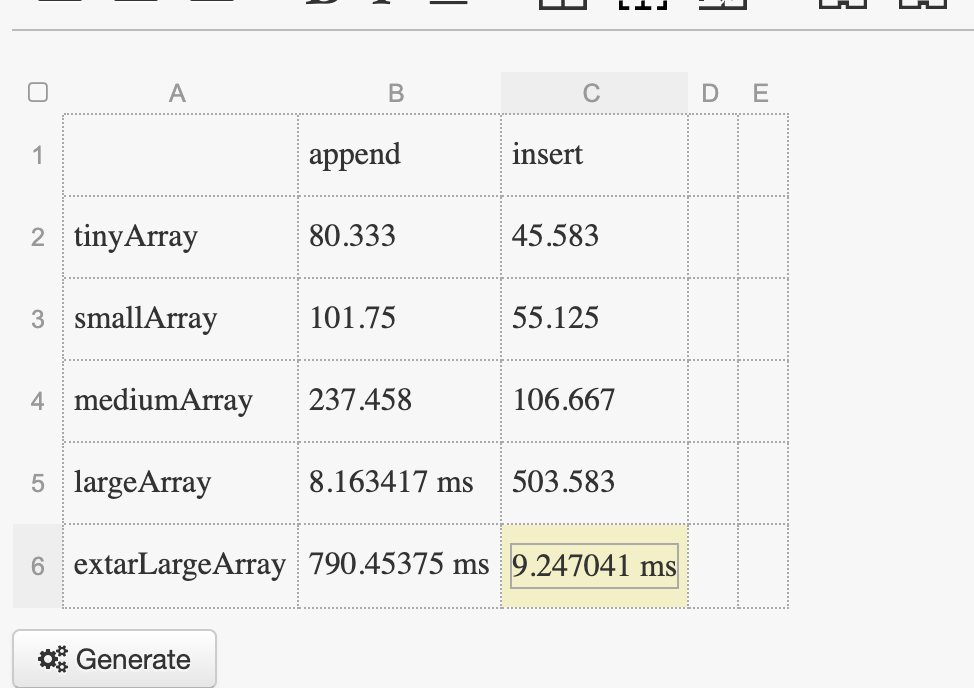 A B C D E
1 append insert
2 tinyArray 80.333 45.583
3 smallArray 101.75 55.125
4 mediumArray 237.458 106.667
5 largeArray 8.163417 ms 503.583
6 extarLargeArray 790.45375 ms 9.247041 ms
Generate